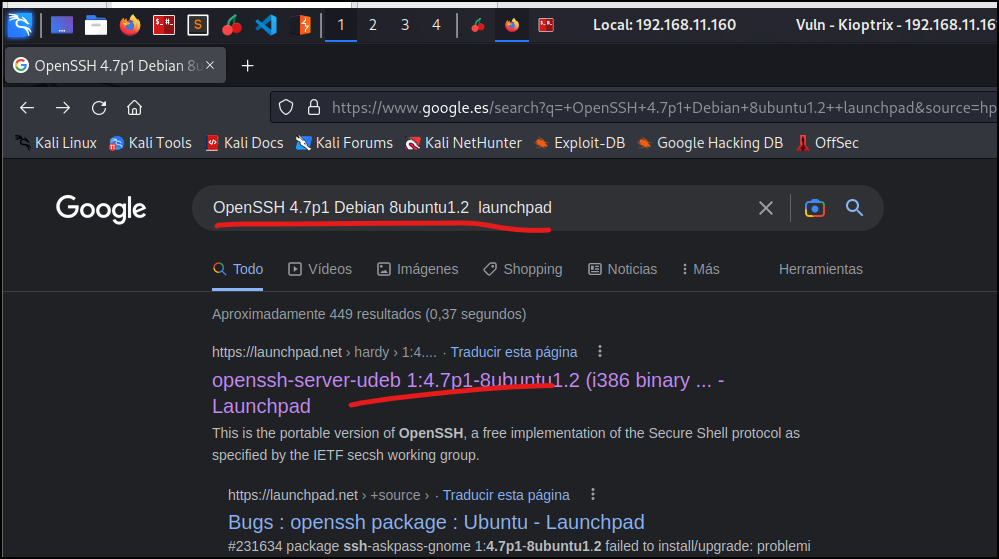 1 2 3 4 Local: 192.168.11.160 Vuln - Kioptrix - 192.168.11.16
OpenSSH 4.7p1 Debian 8u
https://www.google.es/search?q=+OpenSSH+4.7p1+Debian+8ubuntu1.2++launchpad&source=hp
Kali Linux Kali Tools Kali Docs Kali Forums Kali NetHunter Exploit-DB Google Hacking DB OffSec
Google OpenSSH 4.7p1 Debian 8ubuntu1.2 launchpad
Todo Vídeos Imágenes Shopping Noticias Más Herramientas
Aproximadamente 449 resultados (0,37 segundos)
https://launchpad.net › hardy › 1:4.... · Traducir esta página
openssh-server-udeb 1:4.7p1-8ubuntu1.2 (i386 binary ... -
Launchpad
This is the portable version of OpenSSH, a free implementation of the Secure Shell protocol as
specified by the IETF secsh working group.
https://launchpad.net › +source › · Traducir esta página
Bugs : openssh package : Ubuntu - Launchpad
#231634 package ssh-askpass-gnome 1:4.7p1-8ubuntu1.2 failed to install/upgrade: problemi